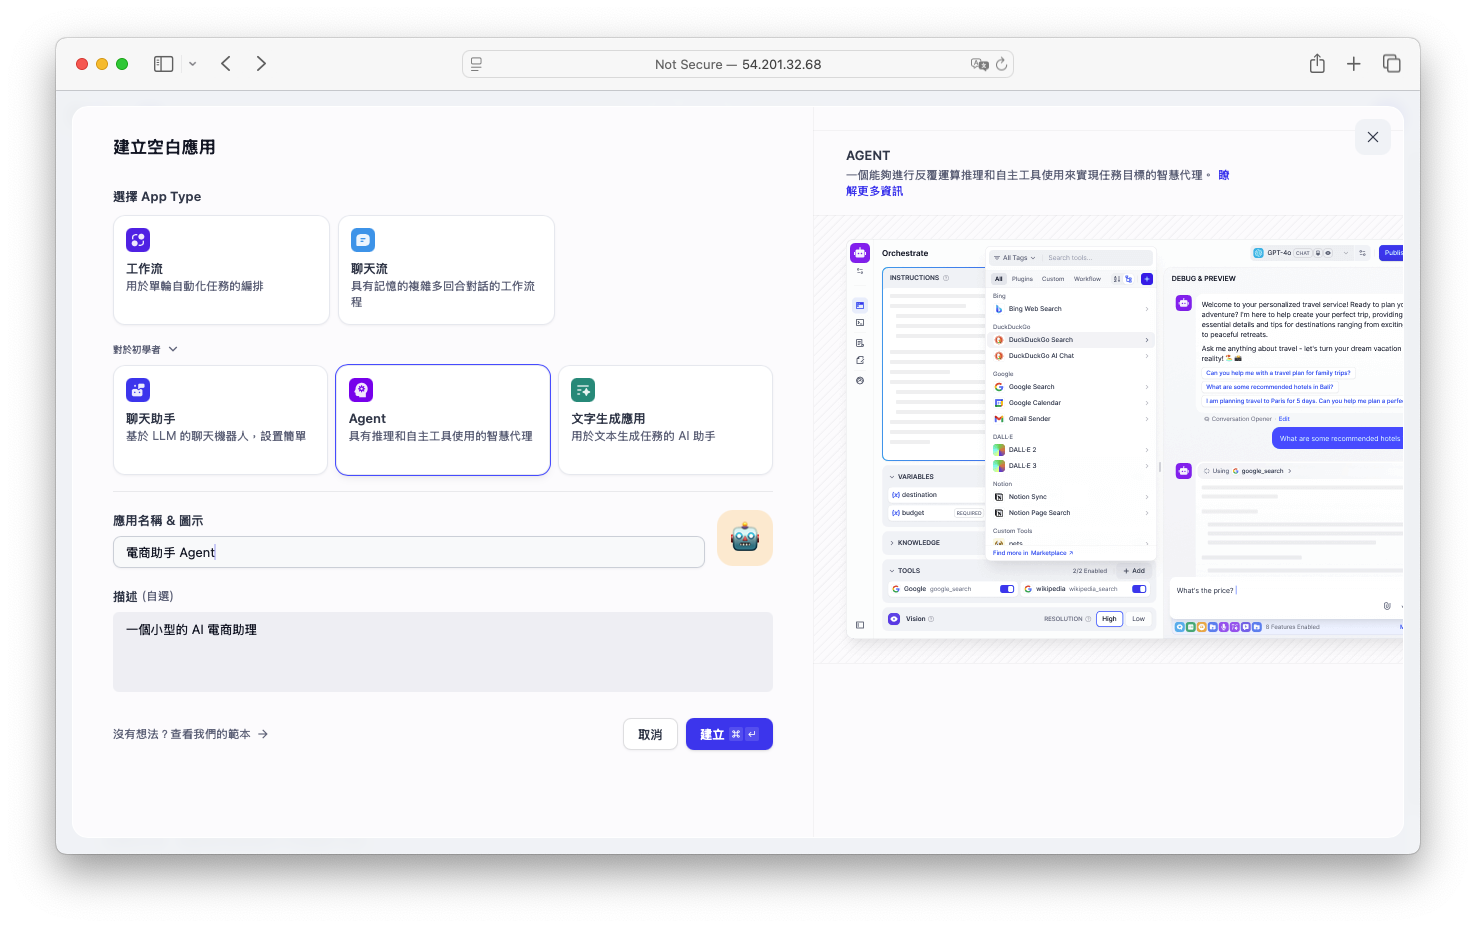 Not Secure — 54.201.32.68
建立空白應用
選擇 App Type
工作流
用於單輪自動化任務的編排
聊天流
具有記憶的複雜多回合對話的工作流
程
對於初學者
聊天助手
基於 LLM 的聊天機器人，設置簡單
Agent
具有推理和自主工具使用的智慧代理
文字生成應用
用於文本生成任務的 AI 助手
應用名稱 & 圖示
電商助手 Agent
描述 (自選)
一個小型的 AI 電商助理
沒有想法？查看我們的範本 →
取消
建立 ⌘ ↵
AGENT
一個能夠進行反覆運算推理和自主工具使用來實現任務目標的智慧代理。 瞭
解更多資訊
Orchestrate
INSTRUCTIONS
All Tags
Search tools...
All Plugins Custom Workflow
Bing
Bing Web Search
DuckDuckGo
DuckDuckGo Search
DuckDuckGo AI Chat
Google
Google Search
Google Calendar
Gmail Sender
DALL·E
DALL·E 2
DALL·E 3
Notion
Notion Sync
Notion Page Search
Custom Tools
Find more in Marketplace ↗
VARIABLES
{x} destination
{x} budget REQUIRED
KNOWLEDGE
TOOLS 2/2 Enabled + Add
Google google_search
wikipedia wikipedia_search
Vision RESOLUTION High Low
GPT-4o CHAT
DEBUG & PREVIEW
Welcome to your personalized travel service! Ready to plan
adventure? I'm here to help create your perfect trip, providing
essential details and tips for destinations ranging from
to peaceful retreats.
Ask me anything about travel - let's turn your dream vacation
reality!
Can you help me with a travel plan for family trips?
What are some recommended hotels in Bali?
I am planning travel to Paris for 5 days. Can you help me plan a
Conversation Opener · Edit
What are some recommended hotels
Using google_search
What's the price?
8 Features Enabled